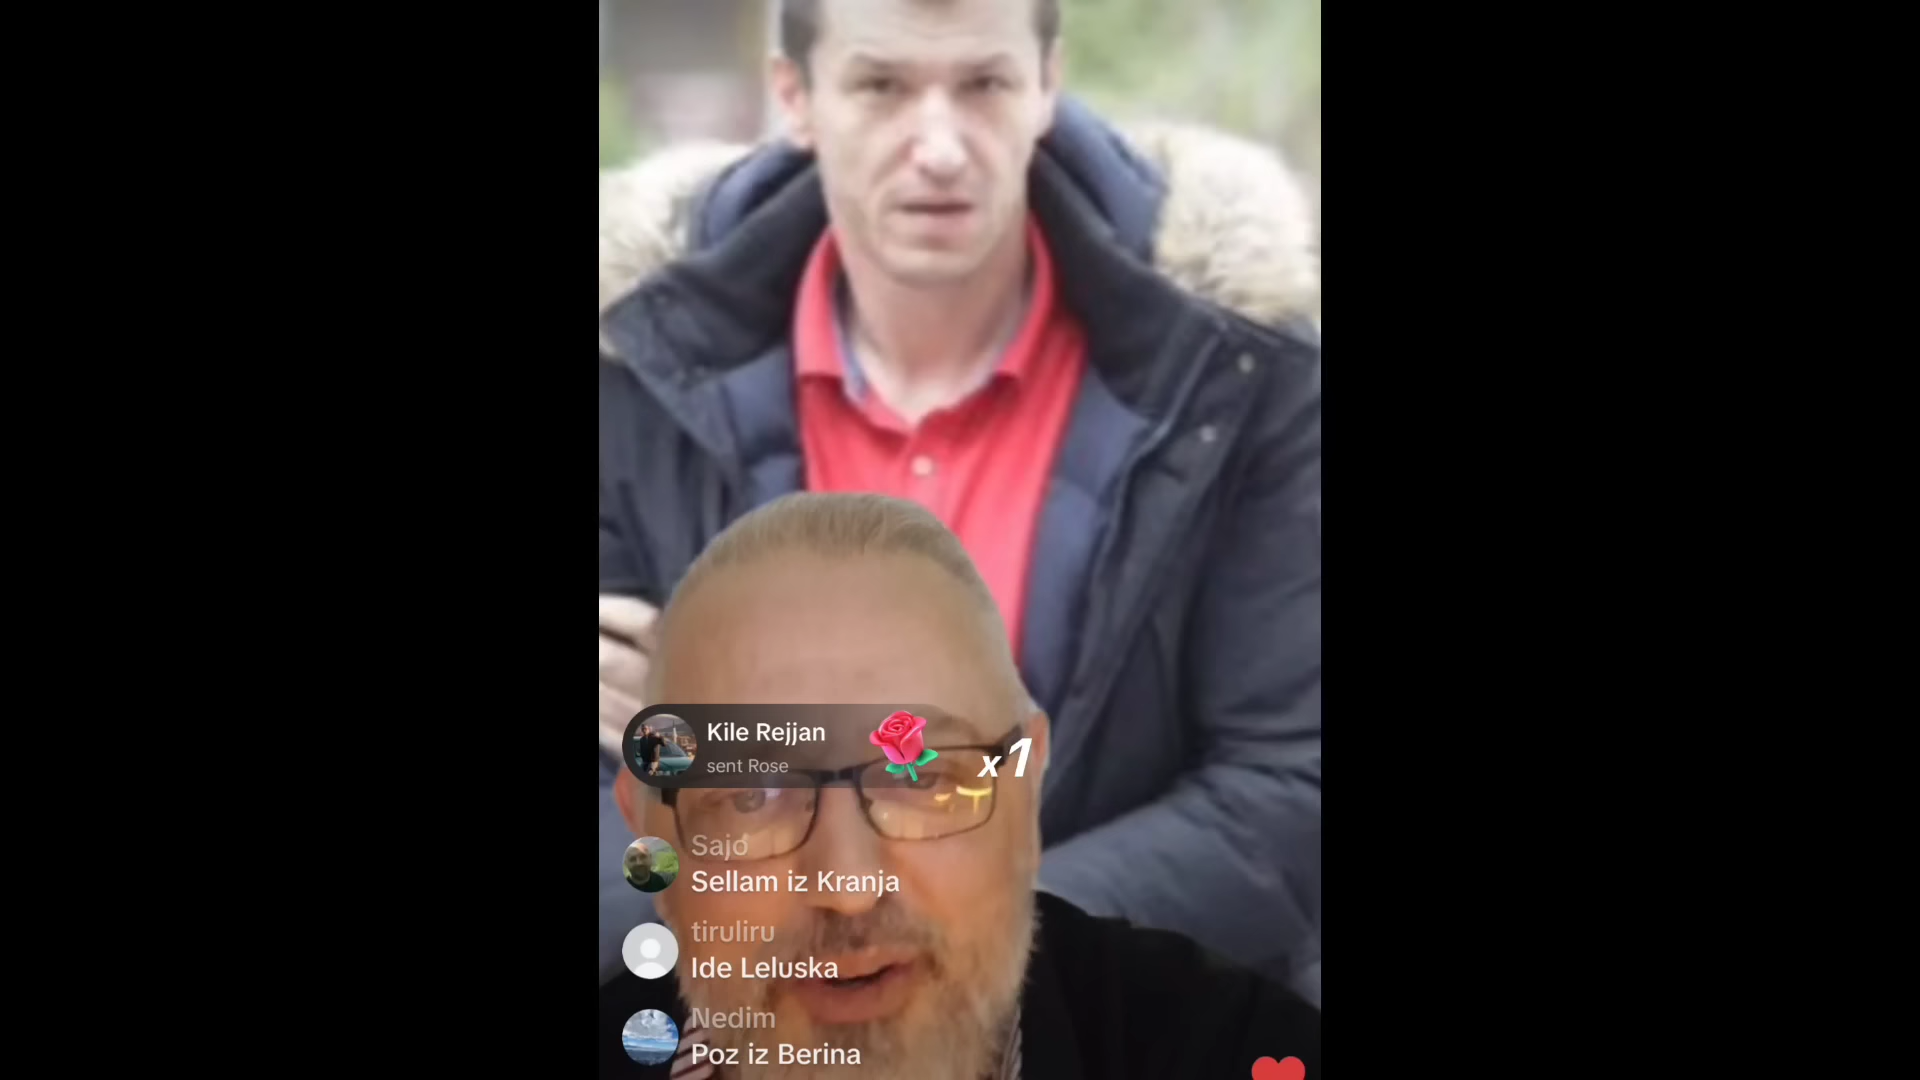 Kile Rejjan
sent Rose
x1
Sajo
Sellam iz Kranja
tiruliru
Ide Leluska
Nedim
Poz iz Berina